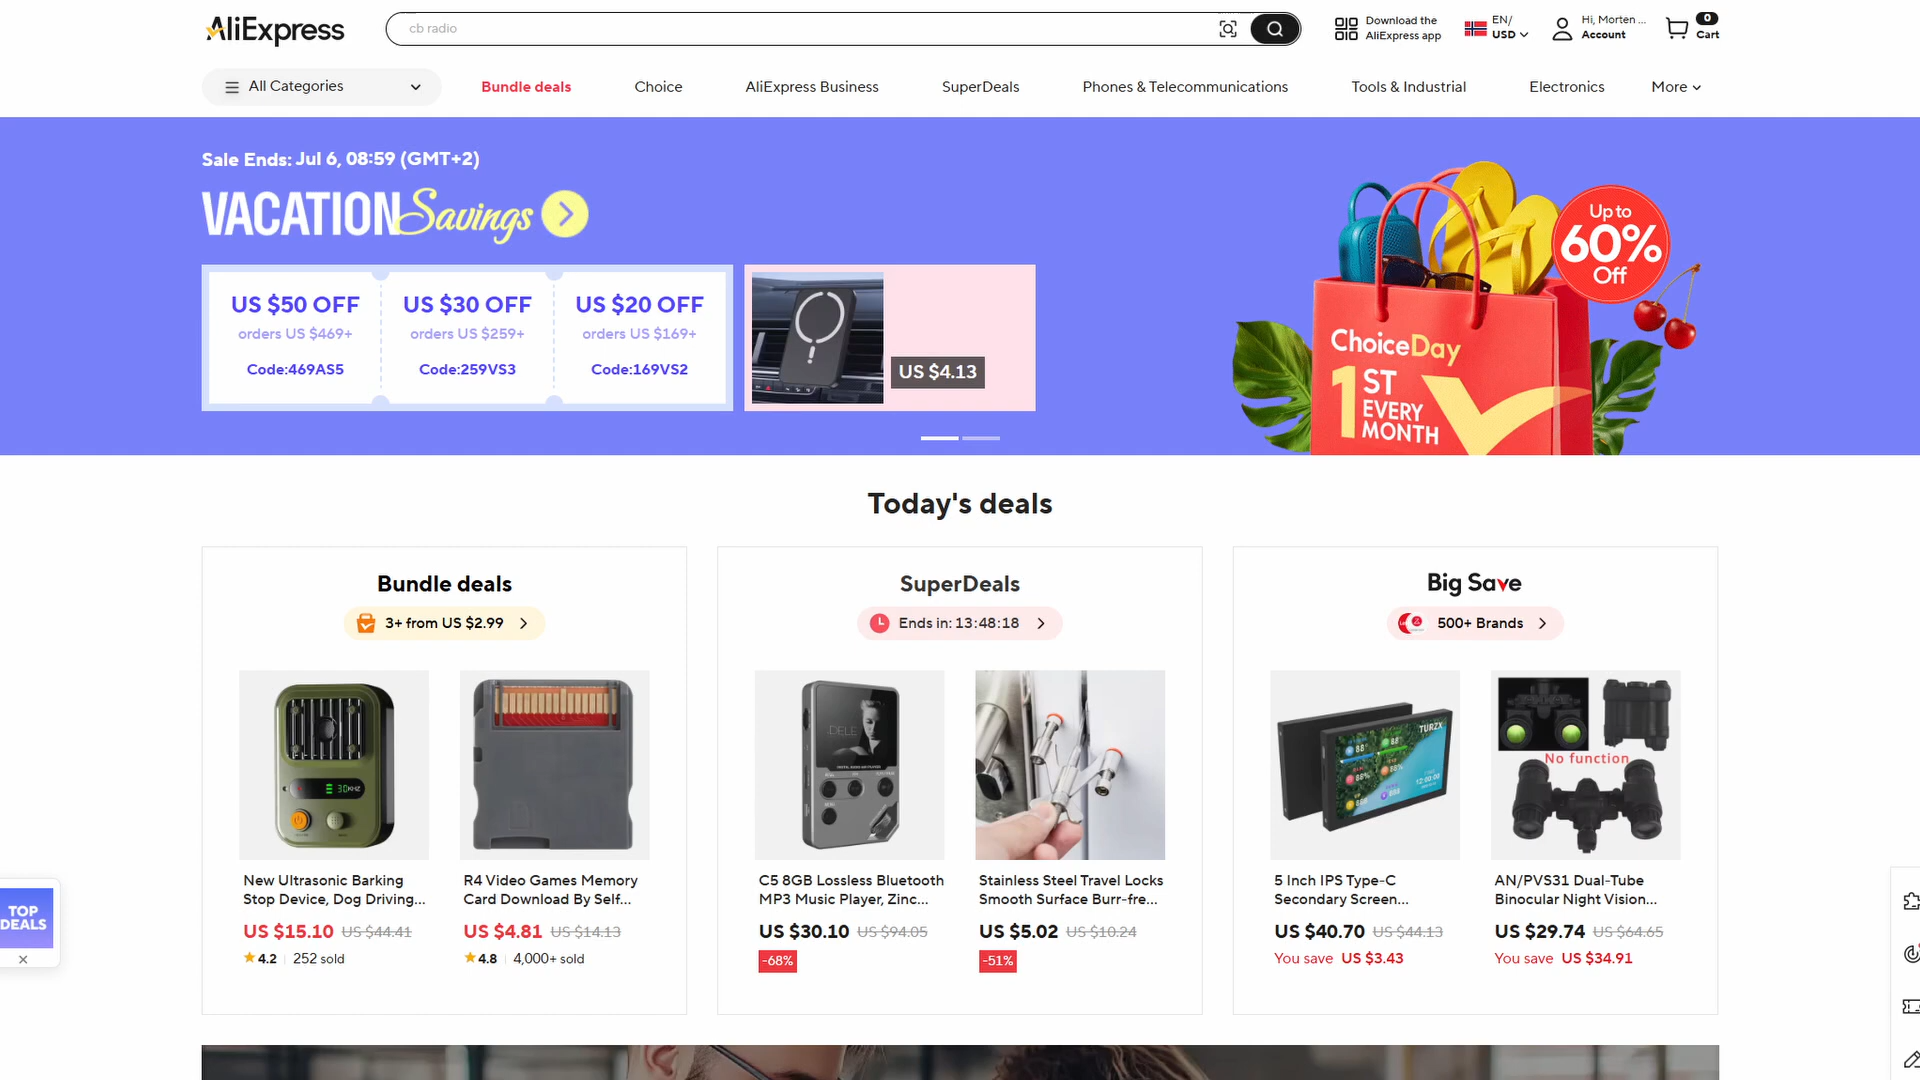 AliExpress
cb radio
Download the
AliExpress app
EN/
USD
Hi, Morten ...
Account
0
Cart
All Categories
Bundle deals
Choice
AliExpress Business
SuperDeals
Phones & Telecommunications
Tools & Industrial
Electronics
More
Sale Ends: Jul 6, 08:59 (GMT+2)
VACATION Savings
US $50 OFF
orders US $469+
Code:469AS5
US $30 OFF
orders US $259+
Code:259VS3
US $20 OFF
orders US $169+
Code:169VS2
US $4.13
Up to
60%
Off
ChoiceDay
1ST
EVERY
MONTH
Today's deals
Bundle deals
3+ from US $2.99
SuperDeals
Ends in: 13:48:18
Big Save
500+ Brands
30KHZ
DELE
TURZX
No function
New Ultrasonic Barking
Stop Device, Dog Driving...
US $15.10 US $44.41
4.2 252 sold
R4 Video Games Memory
Card Download By Self...
US $4.81 US $14.13
4.8 4,000+ sold
C5 8GB Lossless Bluetooth
MP3 Music Player, Zinc...
US $30.10 US $94.05
-68%
Stainless Steel Travel Locks
Smooth Surface Burr-fre...
US $5.02 US $10.24
-51%
5 Inch IPS Type-C
Secondary Screen...
US $40.70 US $44.13
You save US $3.43
AN/PVS31 Dual-Tube
Binocular Night Vision...
US $29.74 US $64.65
You save US $34.91
TOP
DEALS